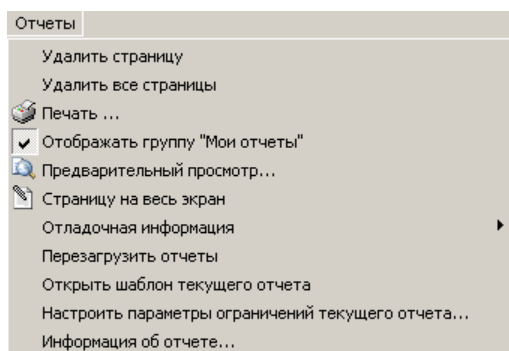 Отчеты
Удалить страницу
Удалить все страницы
Печать ...
Отображать группу "Мои отчеты"
Предварительный просмотр...
Страницу на весь экран
Отладочная информация
Перезагрузить отчеты
Открыть шаблон текущего отчета
Настроить параметры ограничений текущего отчета...
Информация об отчете...